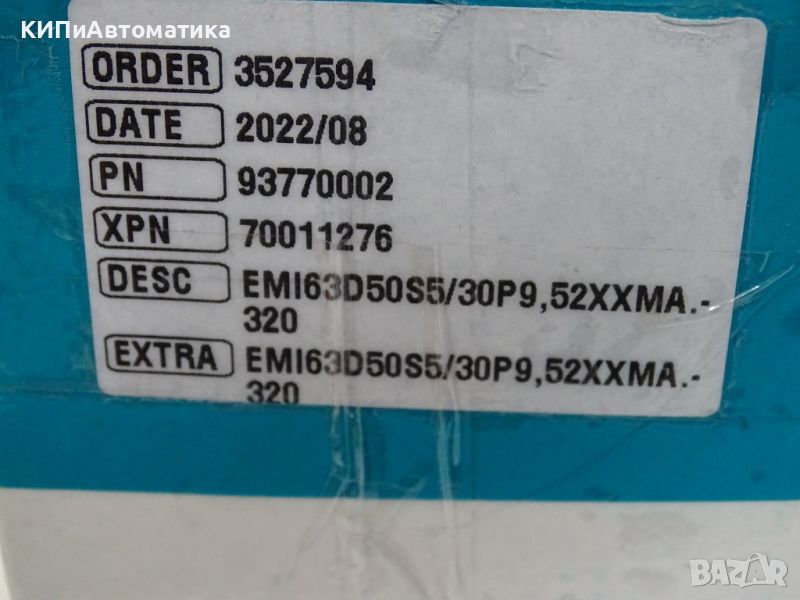 КИПиАвтоматика
ORDER 3527594
DATE 2022/08
PN 93770002
XPN 70011276
DESC EMI63D50S5/30P9,52XXMA.-
320
EXTRA EMI63D50S5/30P9,52XXMA.-
320
BAZAR